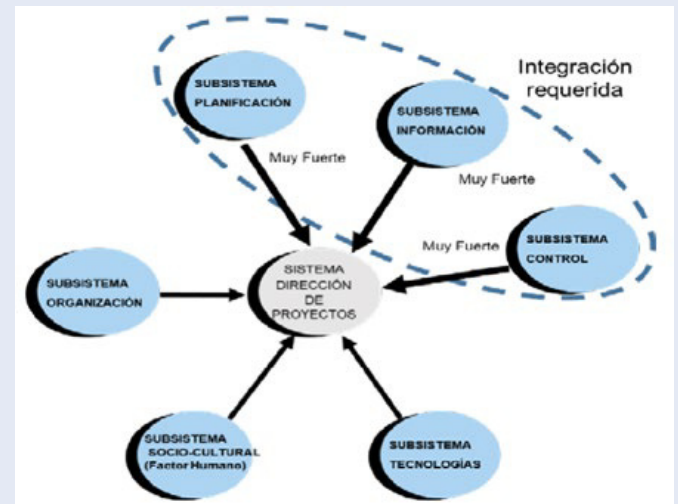 Integración
requerida
SUBSISTEMA
PLANIFICACIÓN
SUBSISTEMA
INFORMACIÓN
Muy Fuerte
Muy Fuerte
Muy Fuerte
SUBSISTEMA
CONTROL
SISTEMA
DIRECCIÓN
DE
PROYECTOS
SUBSISTEMA
ORGANIZACIÓN
SUBSISTEMA
SOCIO-CULTURAL
(Factor Humano)
SUBSISTEMA
TECNOLOGÍAS